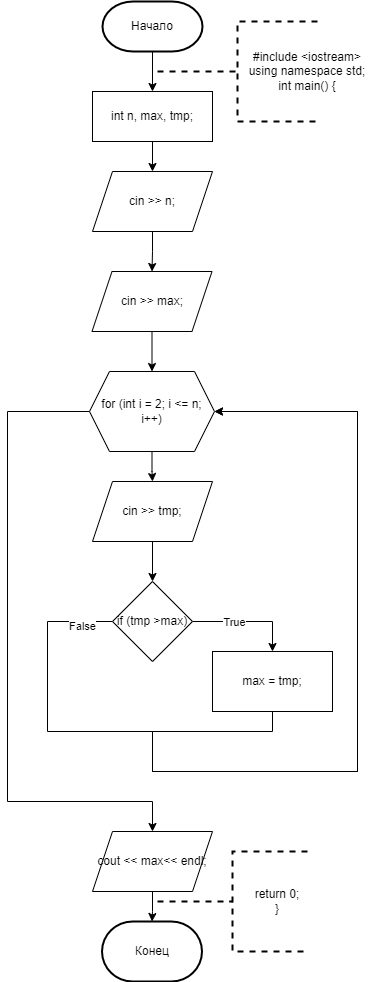 Начало
#include <iostream>
using namespace std;
int main() {
int n, max, tmp;
cin >> n;
cin >> max;
for (int i = 2; i <= n;
i++)
cin >> tmp;
if (tmp >max)
False
True
max = tmp;
cout << max<< endl;
return 0;
}
Конец